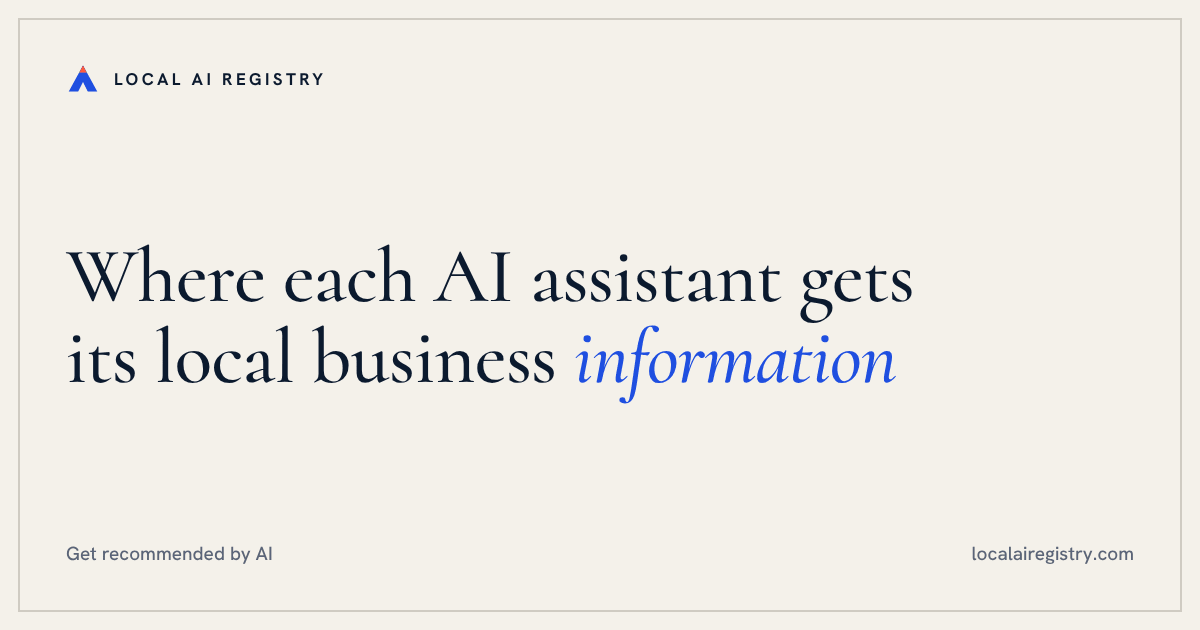 LOCAL AI REGISTRY
Where each AI assistant gets
its local business information
Get recommended by AI
localairegistry.com